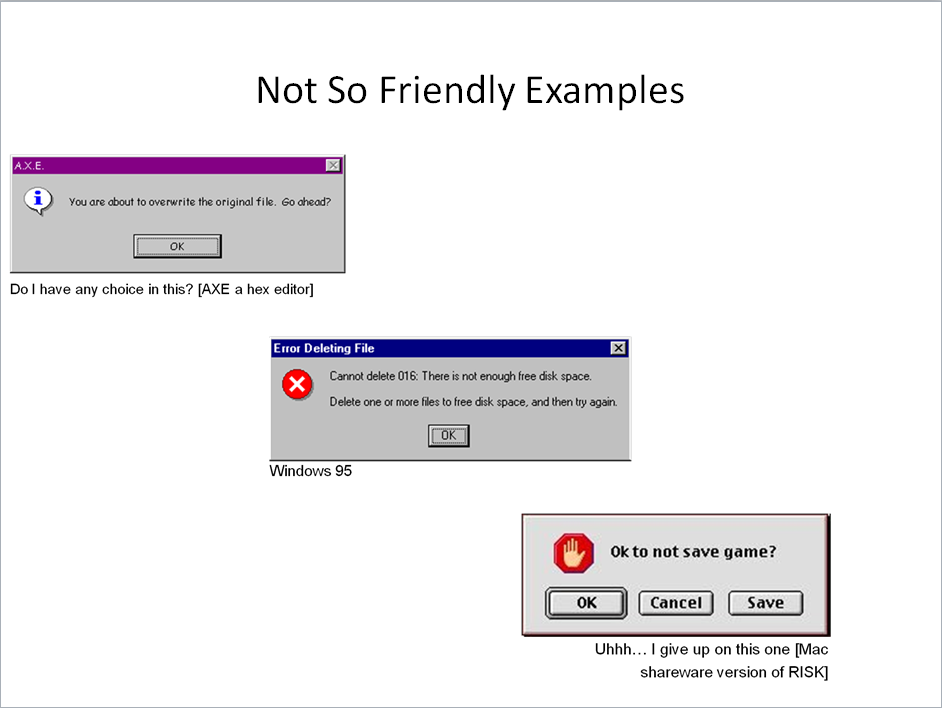 Not So Friendly Examples
A.X.E.
You are about to overwrite the original file. Go ahead?
OK
Do I have any choice in this? [AXE a hex editor]
Error Deleting File
Cannot delete 016: There is not enough free disk space.
Delete one or more files to free disk space, and then try again.
OK
Windows 95
Ok to not save game?
OK Cancel Save
Uhhh… I give up on this one [Mac
shareware version of RISK]